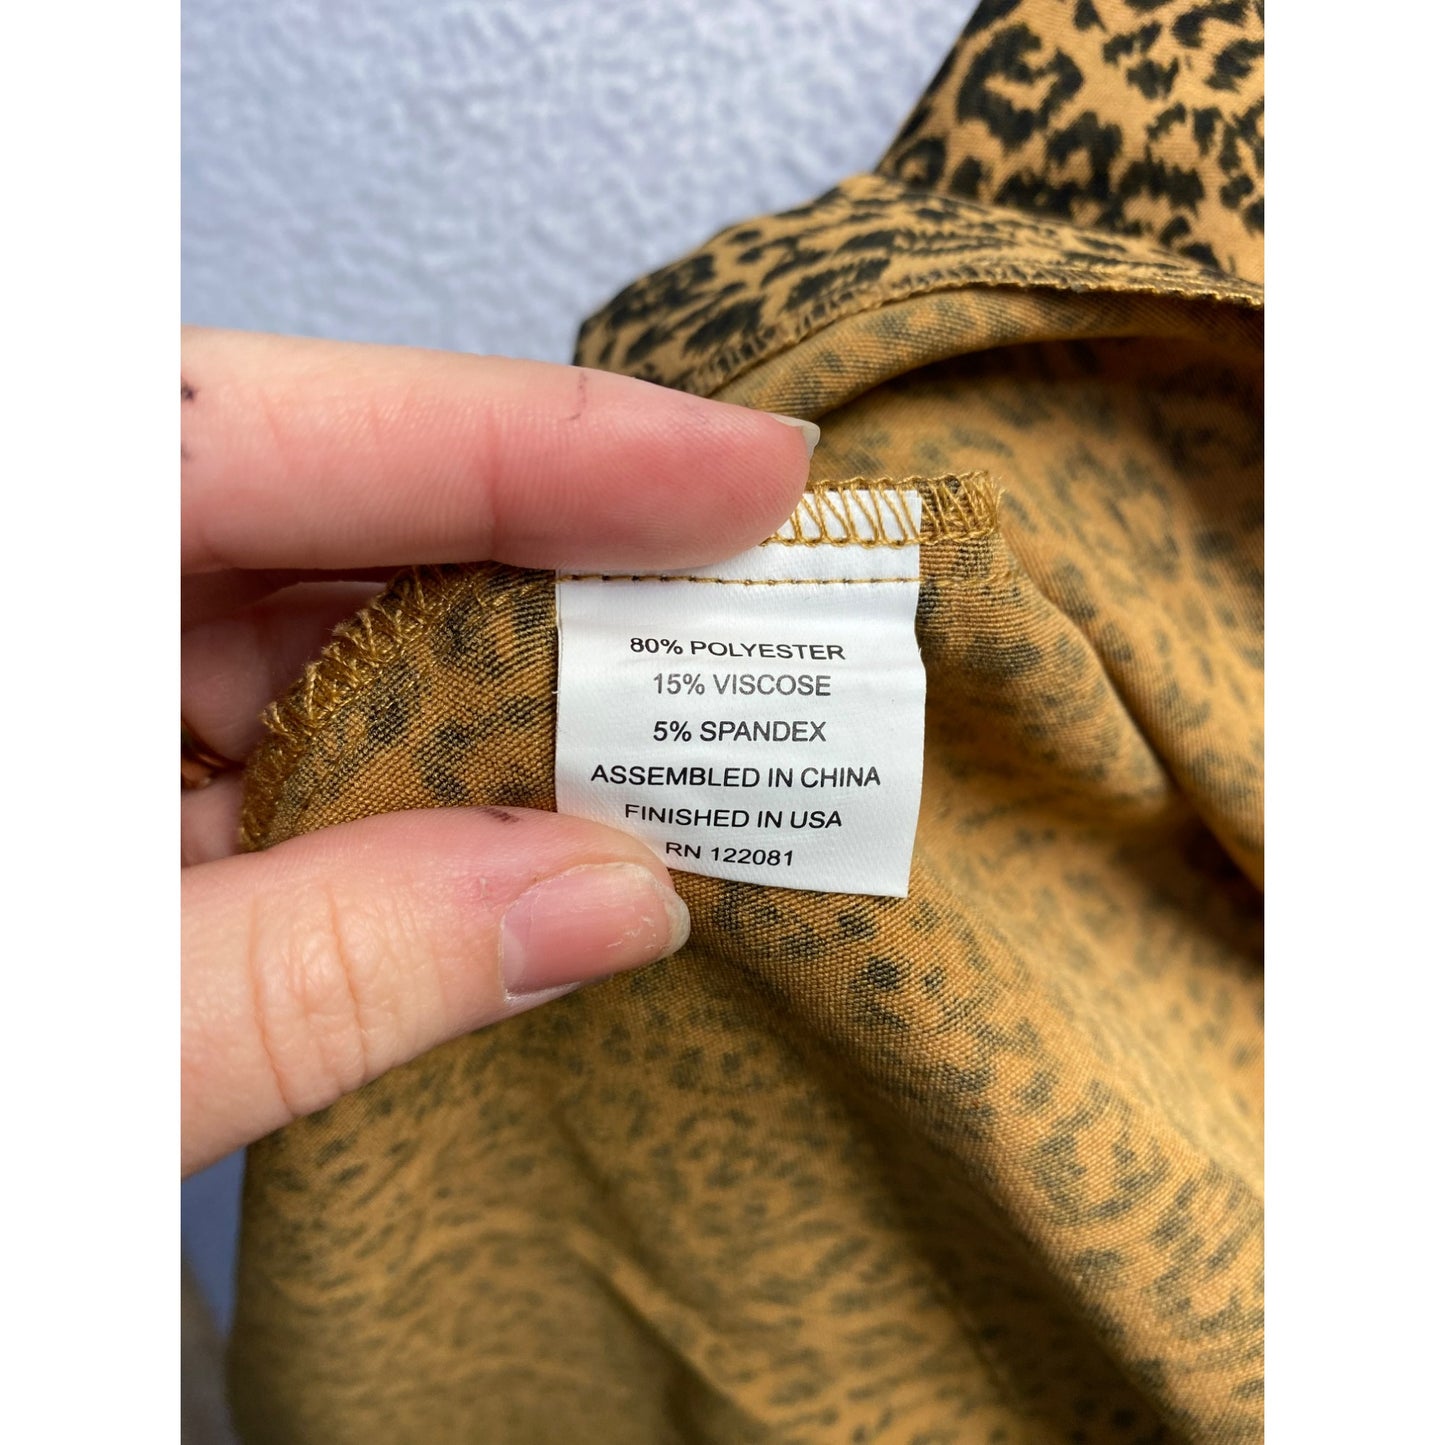 80% POLYESTER
15% VISCOSE
5% SPANDEX
ASSEMBLED IN CHINA
FINISHED IN USA
RN 122081